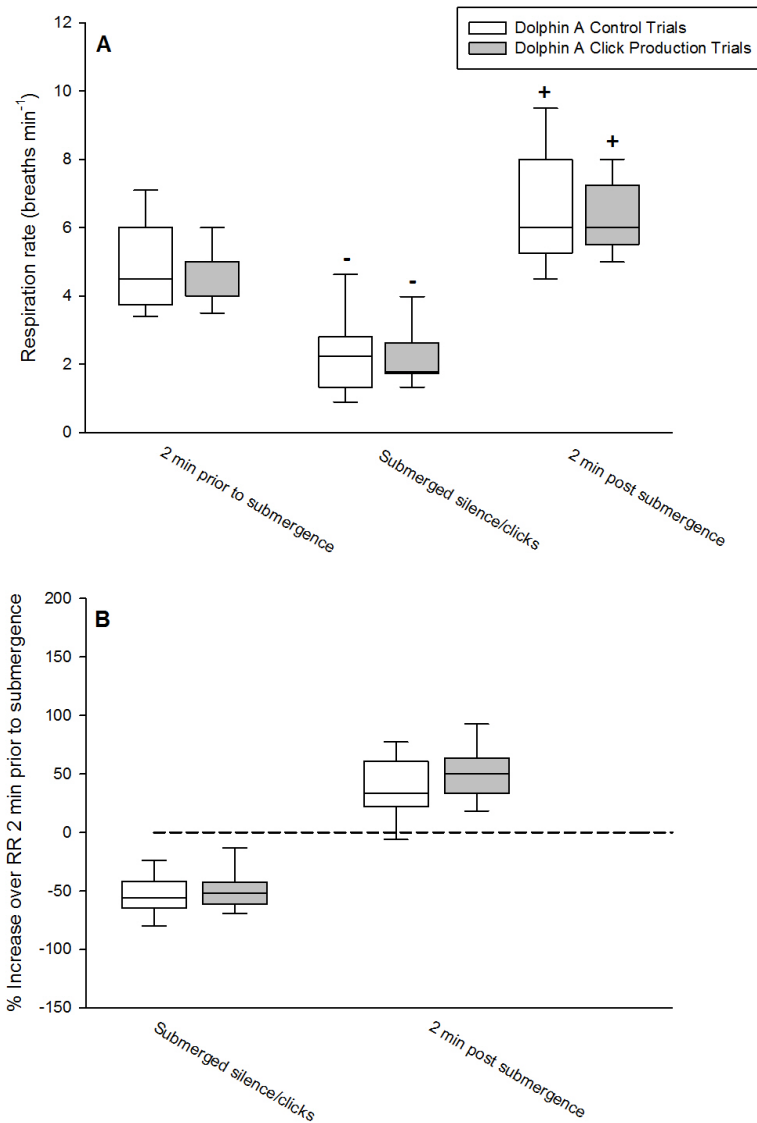 A
Dolphin A Control Trials
Dolphin A Click Production Trials
Respiration rate (breaths min⁻¹)
12
10
8
6
4
2
0
+
+
-
-
2 min prior to submergence
Submerged silence/clicks
2 min post submergence
B
% Increase over RR 2 min prior to submergence
200
150
100
50
0
-50
-100
-150
Submerged silence/clicks
2 min post submergence